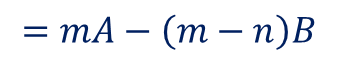 = mA − (m − n)B